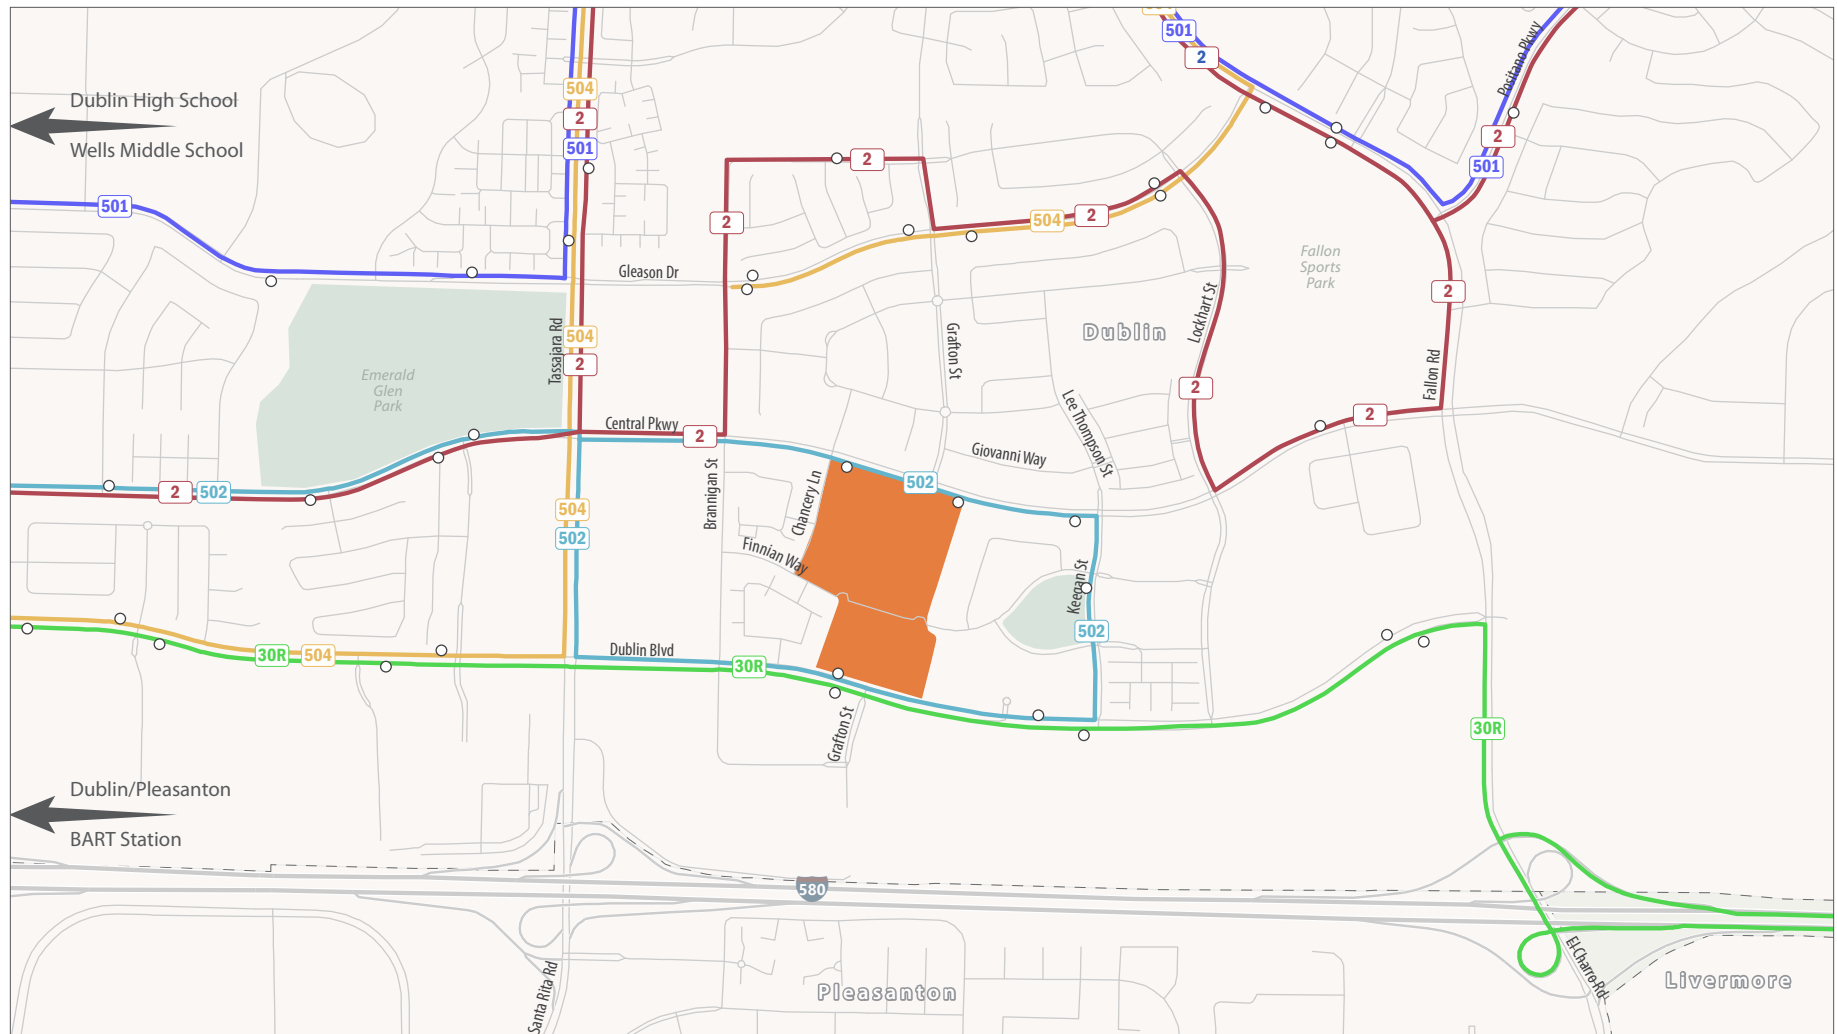 504
501
2
Positano Pkwy
504
Dublin High School
2
2
501
Wells Middle School
2
501
501
2
504
2
Fallon
Sports
Park
Gleason Dr
2
Lockhart St
Dublin
Tassajara Rd
504
Grafton St
2
Fallon Rd
Emerald
Glen
Park
2
2
Central Pkwy
2
Lee Thompson St
Giovanni Way
2
502
Brannigan St
Chancery Ln
502
504
502
Finnian Way
Keegan St
502
30R
504
Dublin Blvd
30R
Grafton St
30R
Dublin/Pleasanton
BART Station
580
Santa Rita Rd
Pleasanton
El Charro Rd
Livermore